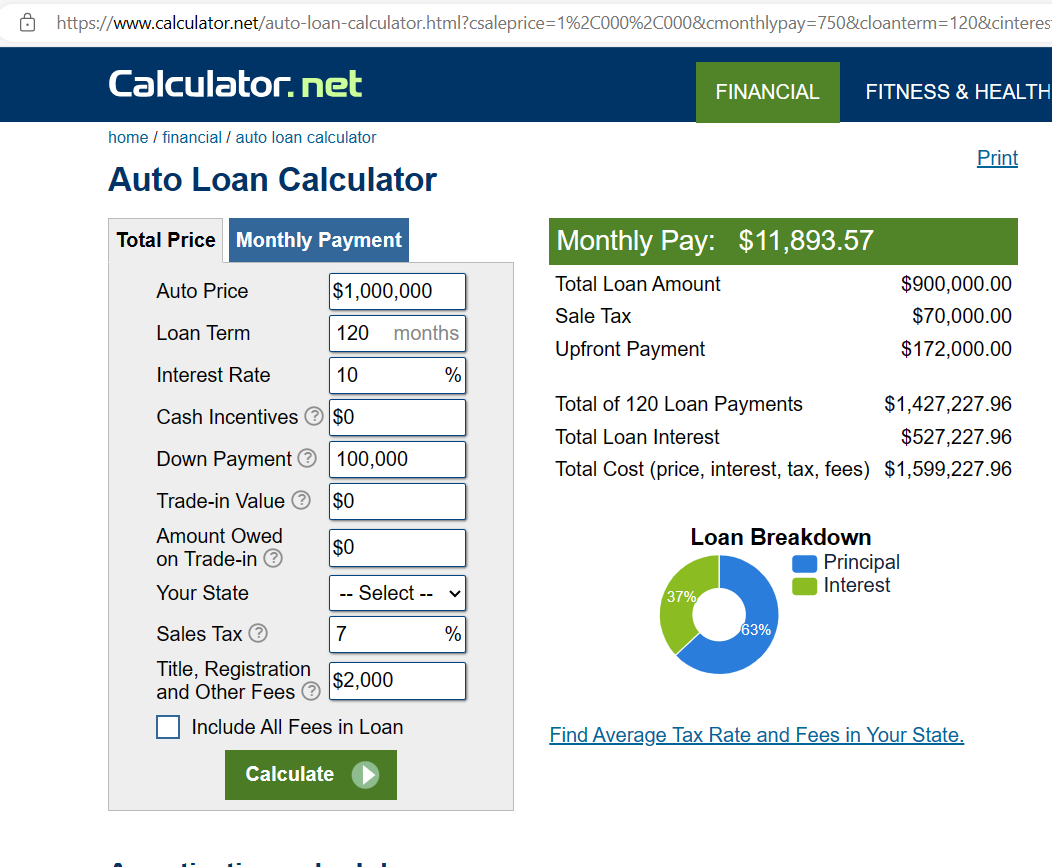 https://www.calculator.net/auto-loan-calculator.html?csaleprice=1%2C000%2C000&cmonthlypay=750&cloanterm=120&cinteres
Calculator.net
FINANCIAL
FITNESS & HEALTH
home / financial / auto loan calculator
Print
Auto Loan Calculator
Total Price
Monthly Payment
Auto Price $1,000,000
Loan Term 120 months
Interest Rate 10 %
Cash Incentives ? $0
Down Payment ? 100,000
Trade-in Value ? $0
Amount Owed
on Trade-in ? $0
Your State -- Select --
Sales Tax ? 7 %
Title, Registration
and Other Fees ? $2,000
Include All Fees in Loan
Calculate
Monthly Pay: $11,893.57
Total Loan Amount $900,000.00
Sale Tax $70,000.00
Upfront Payment $172,000.00
Total of 120 Loan Payments $1,427,227.96
Total Loan Interest $527,227.96
Total Cost (price, interest, tax, fees) $1,599,227.96
Loan Breakdown
Principal
Interest
37%
63%
Find Average Tax Rate and Fees in Your State.